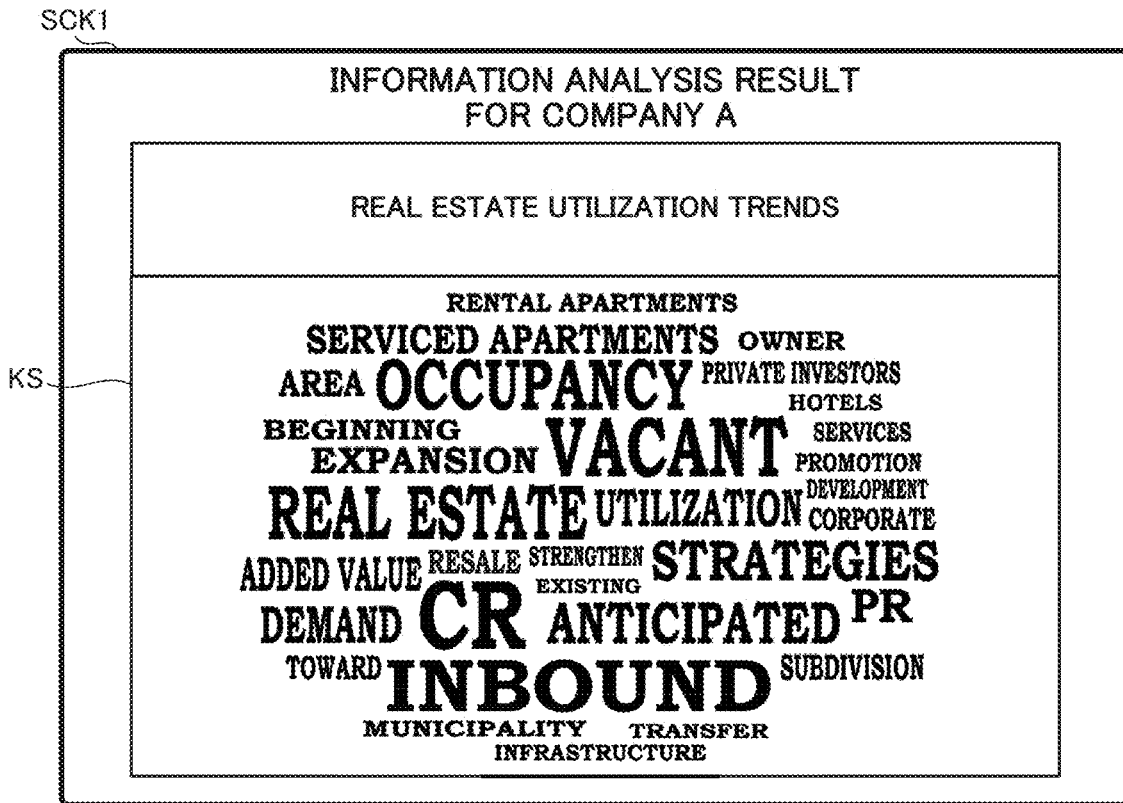 SCK1
INFORMATION ANALYSIS RESULT
FOR COMPANY A
REAL ESTATE UTILIZATION TRENDS
KS
RENTAL APARTMENTS
SERVICED APARTMENTS OWNER
AREA OCCUPANCY PRIVATE INVESTORS
HOTELS
BEGINNING VACANT SERVICES
EXPANSION PROMOTION
REAL ESTATE UTILIZATION DEVELOPMENT
CORPORATE
ADDED VALUE RESALE STRENGTHEN STRATEGIES
EXISTING
DEMAND CR ANTICIPATED PR
TOWARD INBOUND SUBDIVISION
MUNICIPALITY TRANSFER
INFRASTRUCTURE